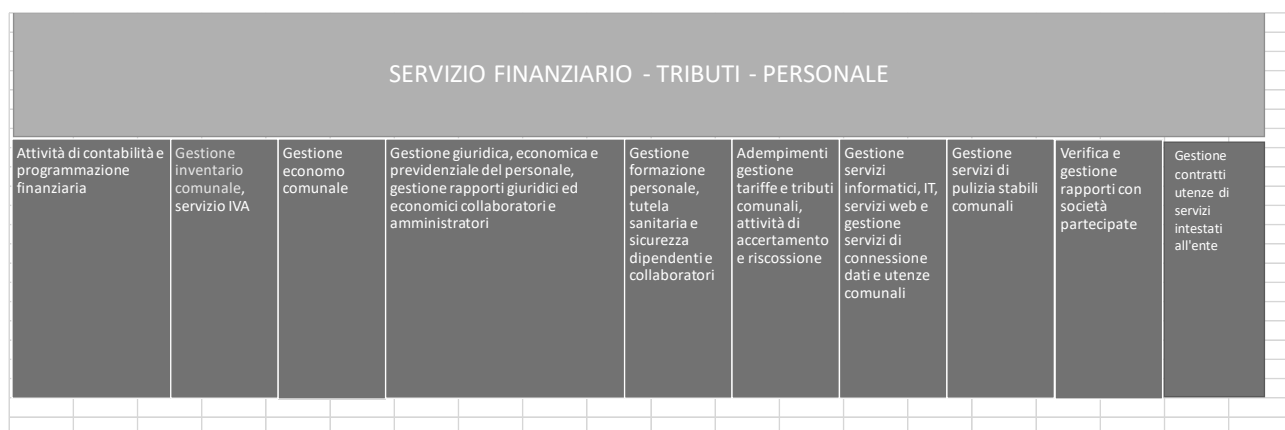 SERVIZIO FINANZIARIO - TRIBUTI - PERSONALE
Attività di contabilità e
programmazione
finanziaria
Gestione
inventario
comunale,
servizio IVA
Gestione
economo
comunale
Gestione giuridica, economica e
previdenziale del personale,
gestione rapporti giuridici ed
economici collaboratori e
amministratori
Gestione
formazione
personale,
tutela
sanitaria e
sicurezza
dipendenti e
collaboratori
Adempimenti
gestione
tariffe e tributi
comunali,
attività di
accertamento
e riscossione
Gestione
servizi
informatici, IT,
servizi web e
gestione
servizi di
connessione
dati e utenze
comunali
Gestione
servizi di
pulizia stabili
comunali
Verifica e
gestione
rapporti con
società
partecipate
Gestione
contratti
utenze di
servizi
intestati
all'ente